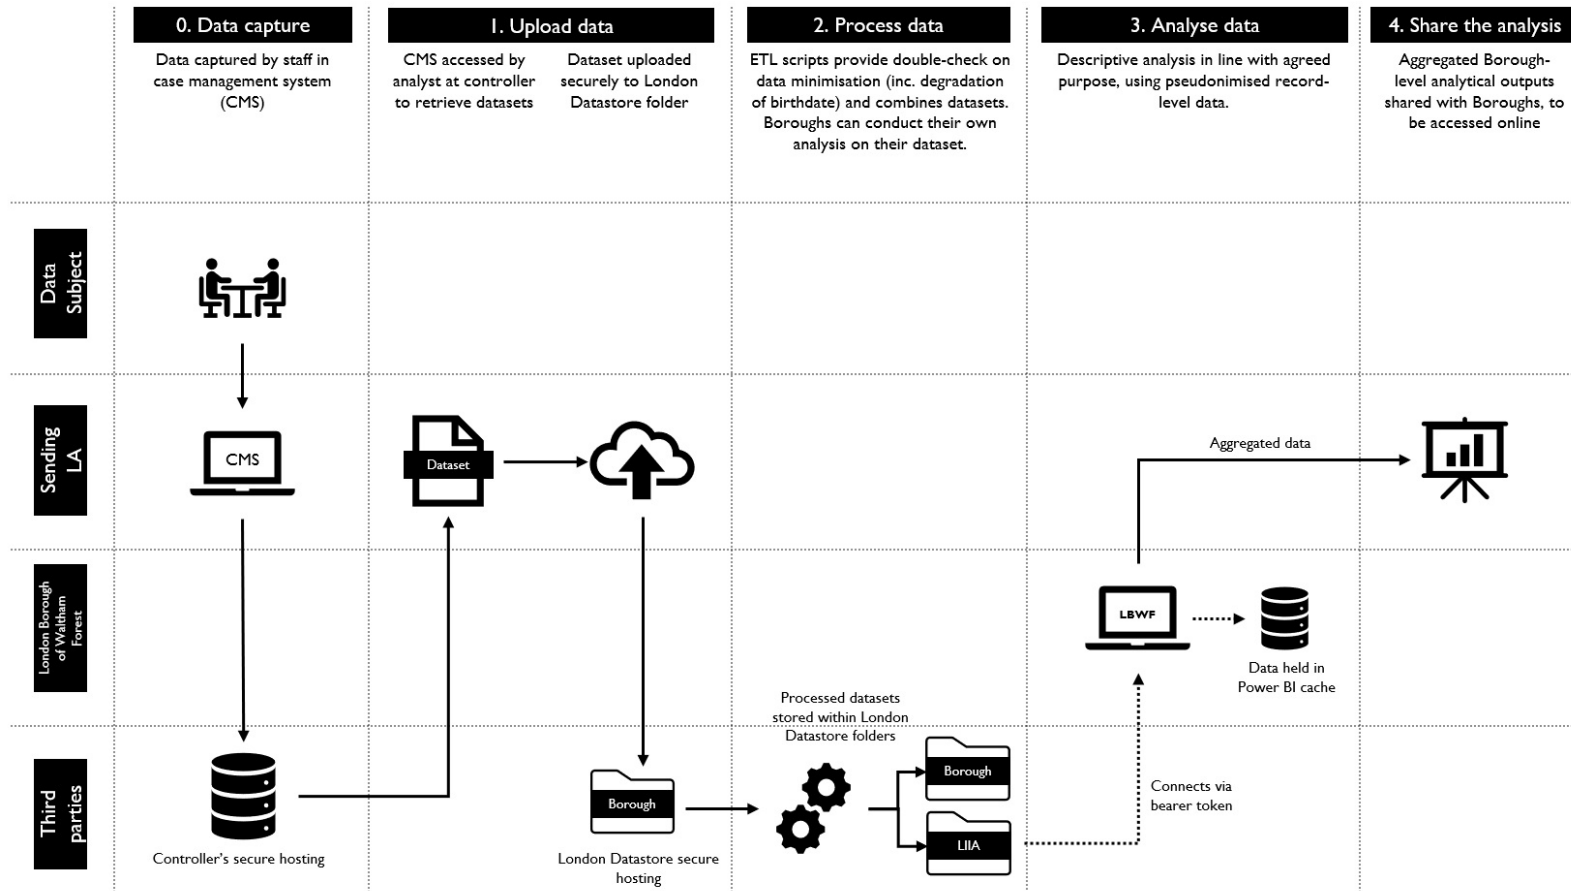 0. Data capture
1. Upload data
2. Process data
3. Analyse data
4. Share the analysis
Data captured by staff in
case management system
(CMS)
CMS accessed by
analyst at controller
to retrieve datasets
Dataset uploaded
securely to London
Datastore folder
ETL scripts provide double-check on
data minimisation (inc. degradation
of birthdate) and combines datasets.
Boroughs can conduct their own
analysis on their dataset.
Descriptive analysis in line with agreed
purpose, using pseudonimised record-
level data.
Aggregated Borough-
level analytical outputs
shared with Boroughs, to
be accessed online
Data
Subject
Sending
LA
CMS
Dataset
Aggregated data
London Borough
of Waltham
Forest
LBWF
Data held in
Power BI cache
Processed datasets
stored within London
Datastore folders
Third
parties
Controller's secure hosting
Borough
London Datastore secure
hosting
Borough
LIIA
Connects via
bearer token